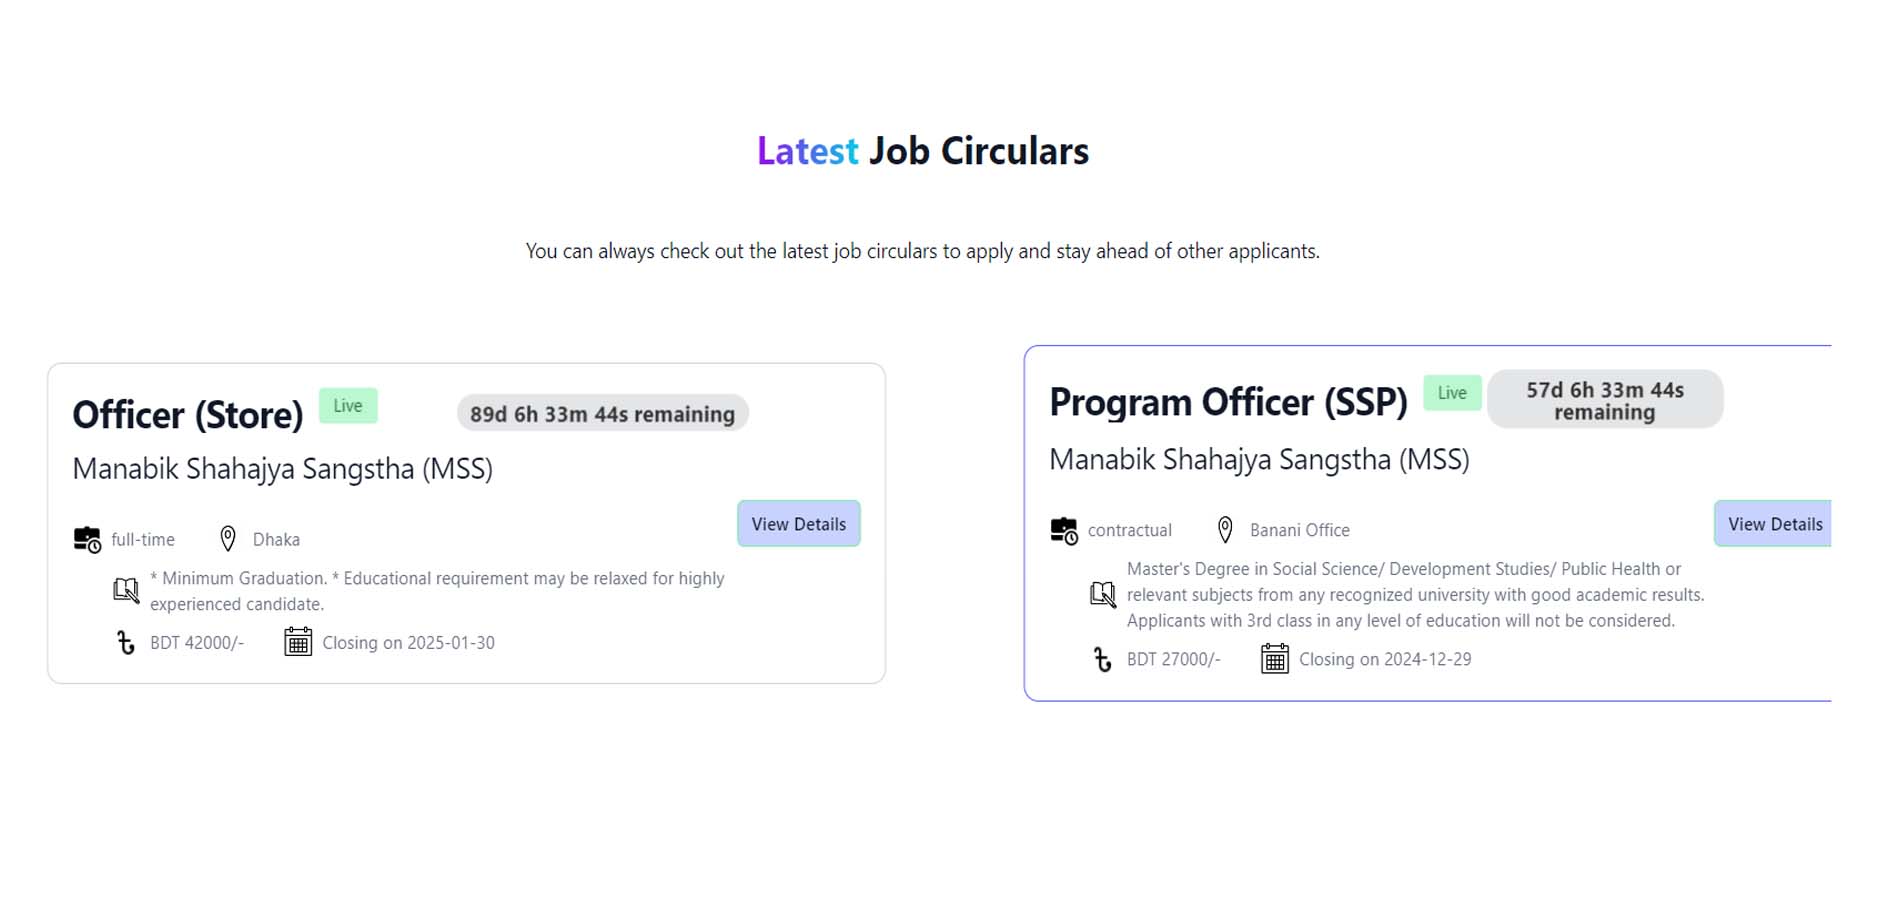 Latest Job Circulars
You can always check out the latest job circulars to apply and stay ahead of other applicants.
Officer (Store)
Live
89d 6h 33m 44s remaining
Manabik Shahajya Sangstha (MSS)
View Details
full-time
Dhaka
* Minimum Graduation. * Educational requirement may be relaxed for highly
experienced candidate.
BDT 42000/-
Closing on 2025-01-30
Program Officer (SSP)
Live
57d 6h 33m 44s
remaining
Manabik Shahajya Sangstha (MSS)
View Details
contractual
Banani Office
Master's Degree in Social Science/ Development Studies/ Public Health or
relevant subjects from any recognized university with good academic results.
Applicants with 3rd class in any level of education will not be considered.
BDT 27000/-
Closing on 2024-12-29